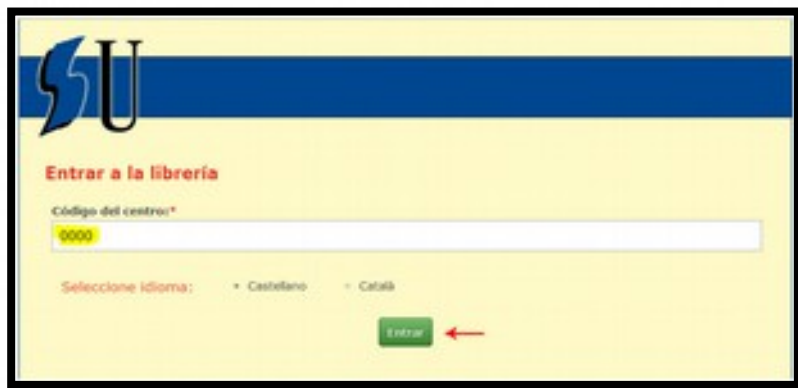 SU
Entrar a la librería
Código del centro:*
0000
Seleccione idioma: Castellano Català
Entrar